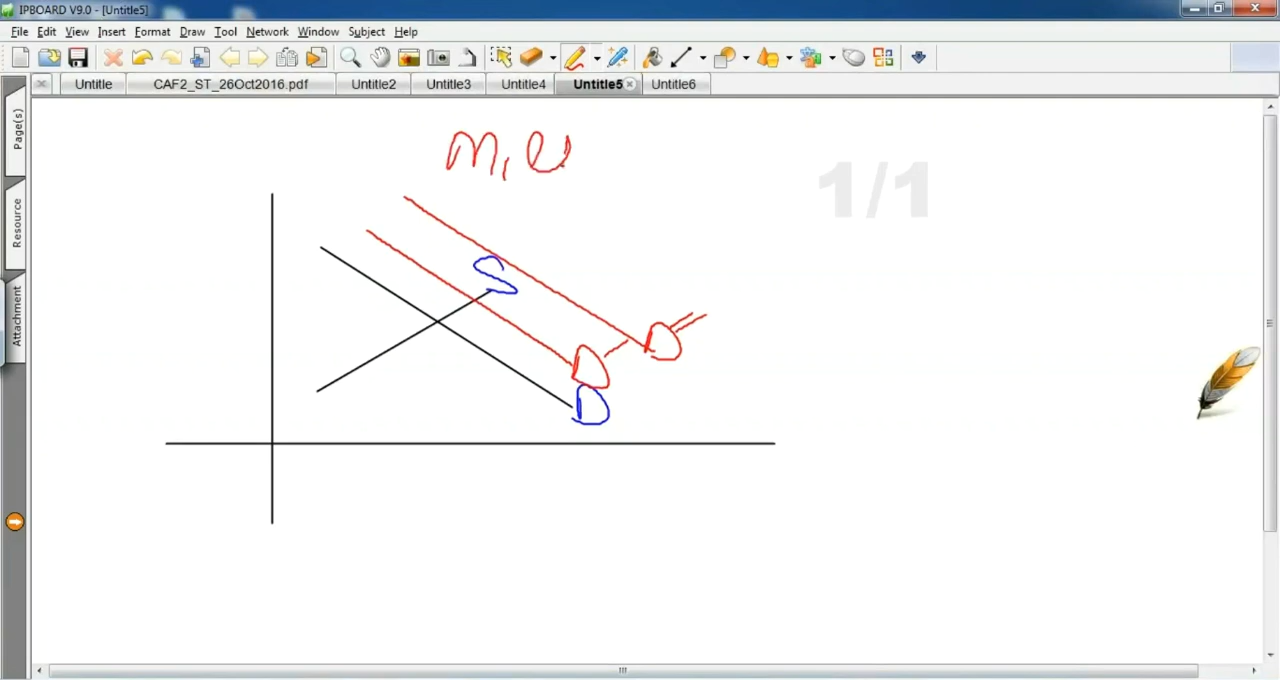 IPBOARD V9.0 - [Untitle5]
File Edit View Insert Format Draw Tool Network Window Subject Help
Untitle CAF2_ST_26Oct2016.pdf Untitle2 Untitle3 Untitle4 Untitle5 Untitle6
Page(s)
Resource
Attachment
1/1
S
D
D
D